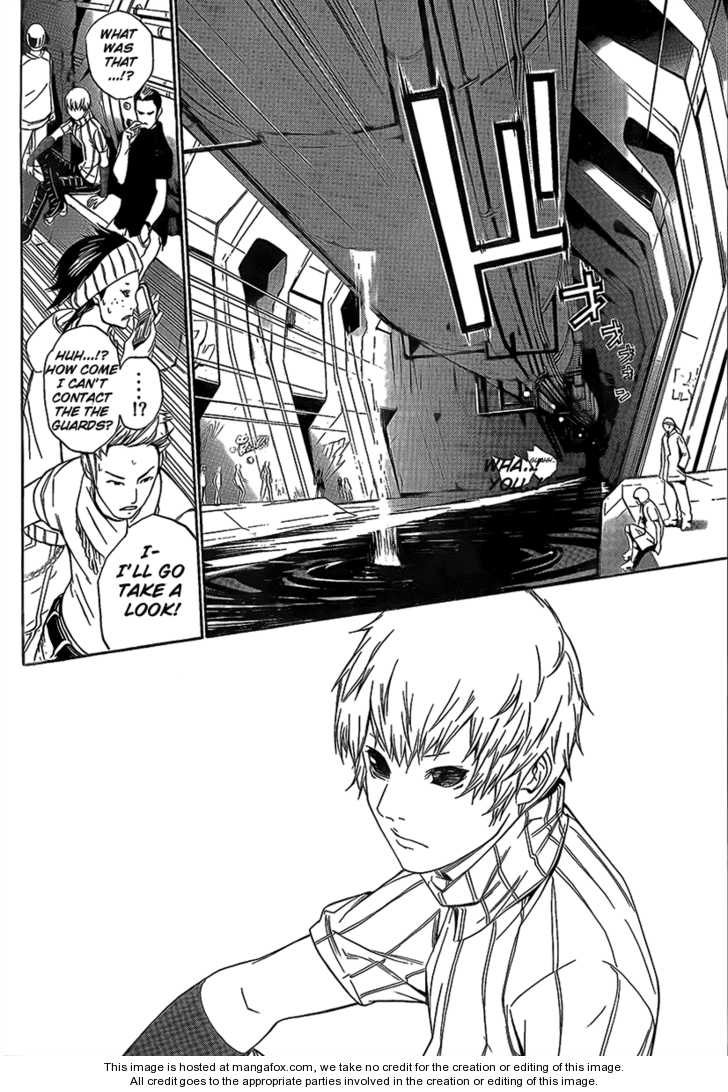 WHAT
WAS
THAT
...!?
HUH...!?
HOW COME
I CAN'T
CONTACT
THE THE
GUARDS?
......!?
I-
I'LL GO
TAKE A
LOOK!
WHA...
YOU...
This image is hosted at mangafox.com, we take no credit for the creation or editing of this image.
All credit goes to the appropriate parties involved in the creation or editing of this image.